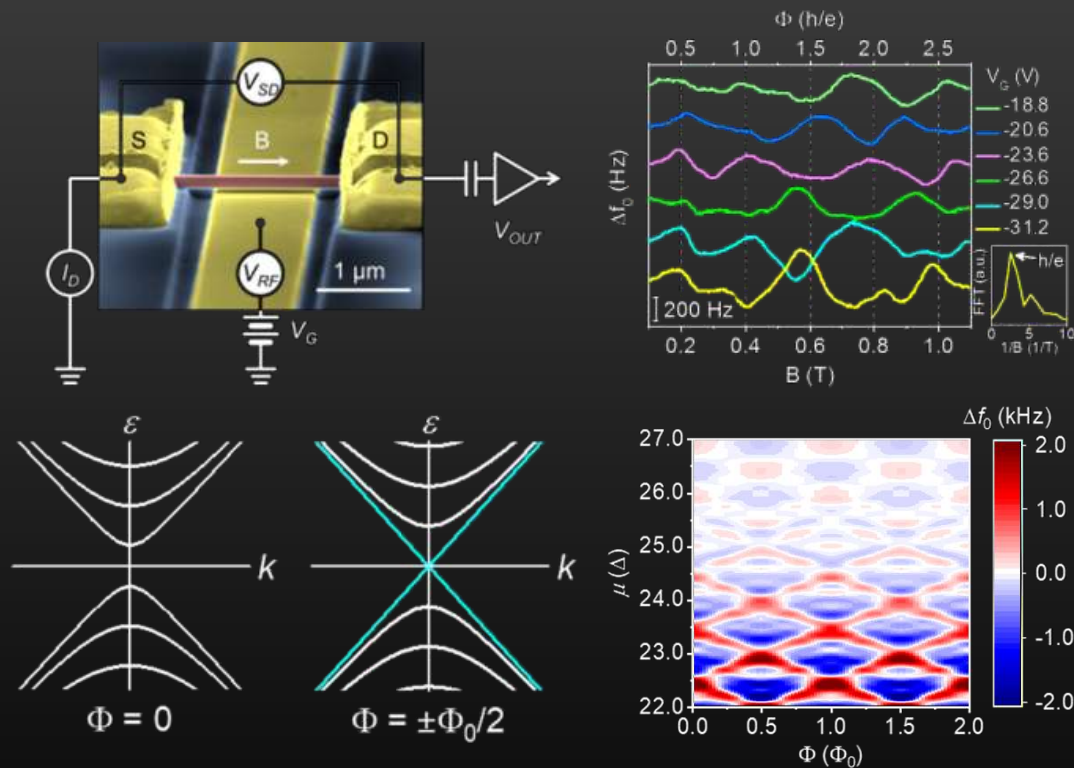 V_SD
S
D
B
V_OUT
I_D
V_RF
1 μm
V_G
Φ (h/e)
0.5 1.0 1.5 2.0 2.5
V_G (V)
-18.8
-20.6
-23.6
-26.6
-29.0
-31.2
Δf₀ (Hz)
200 Hz
0.2 0.4 0.6 0.8 1.0
B (T)
h/e
FFT (a.u.)
0 5 10
1/B (1/T)
ε
k
Φ = 0
ε
k
Φ = ±Φ₀/2
Δf₀ (kHz)
27.0
26.0
25.0
24.0
23.0
22.0
μ (Δ)
0.0 0.5 1.0 1.5 2.0
Φ (Φ₀)
2.0
1.0
0.0
-1.0
-2.0